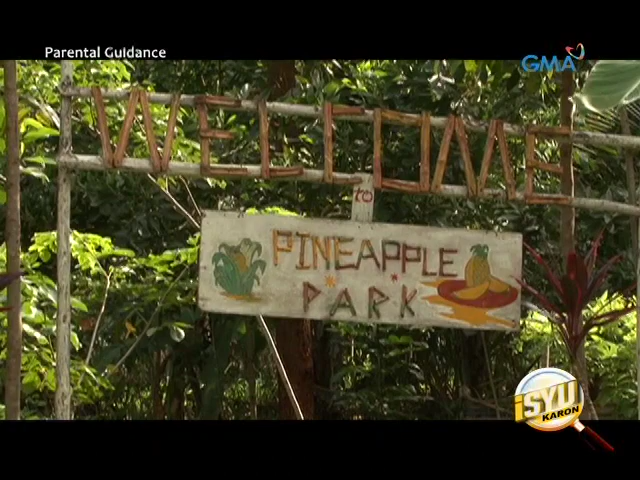 Parental Guidance
GMA
WELCOME
to
PINEAPPLE
PARK
iSYU
KARON